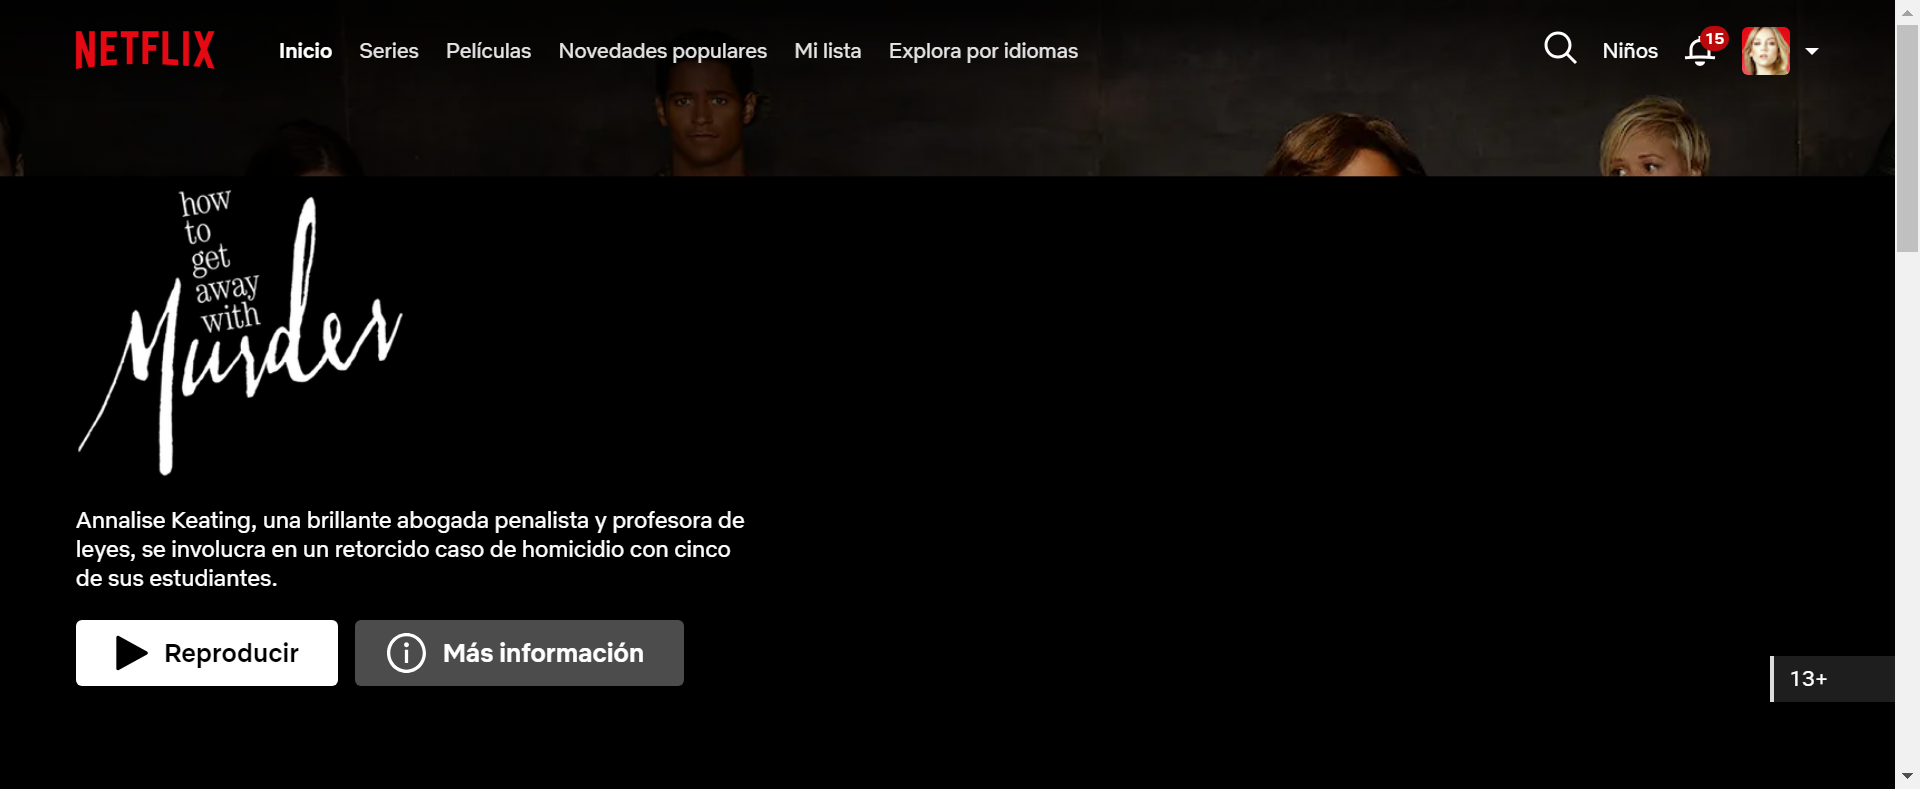 NETFLIX Inicio Series Películas Novedades populares Mi lista Explora por idiomas Niños 15
how
to
get
away
with
Murder
Annalise Keating, una brillante abogada penalista y profesora de
leyes, se involucra en un retorcido caso de homicidio con cinco
de sus estudiantes.
Reproducir Más información
13+